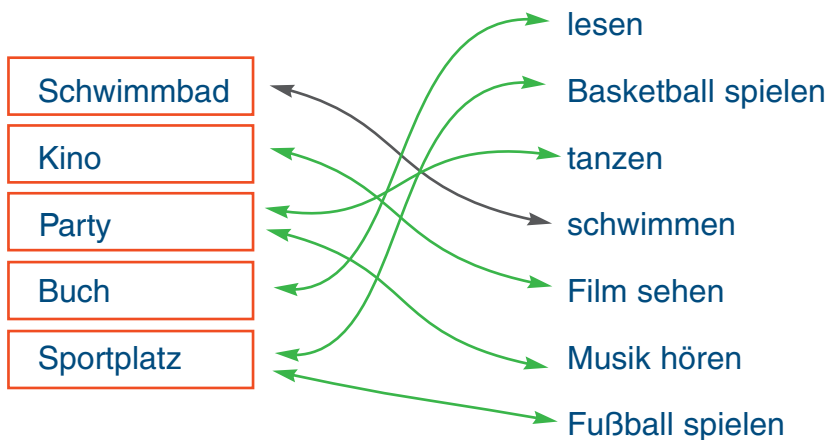 Schwimmbad
Kino
Party
Buch
Sportplatz
lesen
Basketball spielen
tanzen
schwimmen
Film sehen
Musik hören
Fußball spielen